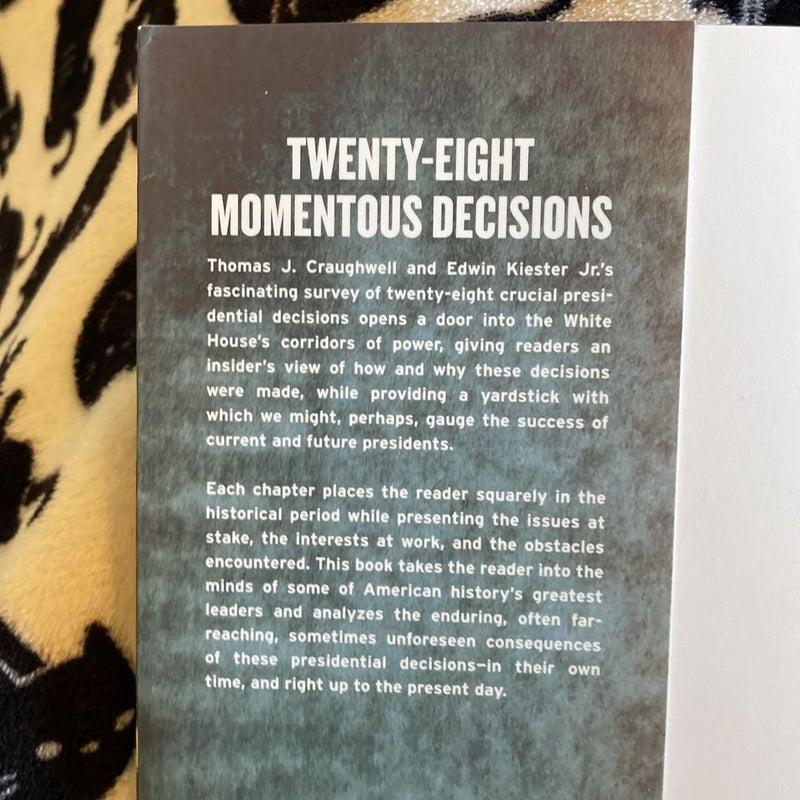 TWENTY-EIGHT
MOMENTOUS DECISIONS
Thomas J. Craughwell and Edwin Kiester Jr.'s
fascinating survey of twenty-eight crucial presi-
dential decisions opens a door into the White
House's corridors of power, giving readers an
insider's view of how and why these decisions
were made, while providing a yardstick with
which we might, perhaps, gauge the success of
current and future presidents.
Each chapter places the reader squarely in the
historical period while presenting the issues at
stake, the interests at work, and the obstacles
encountered. This book takes the reader into the
minds of some of American history's greatest
leaders and analyzes the enduring, often far-
reaching, sometimes unforeseen consequences
of these presidential decisions—in their own
time, and right up to the present day.